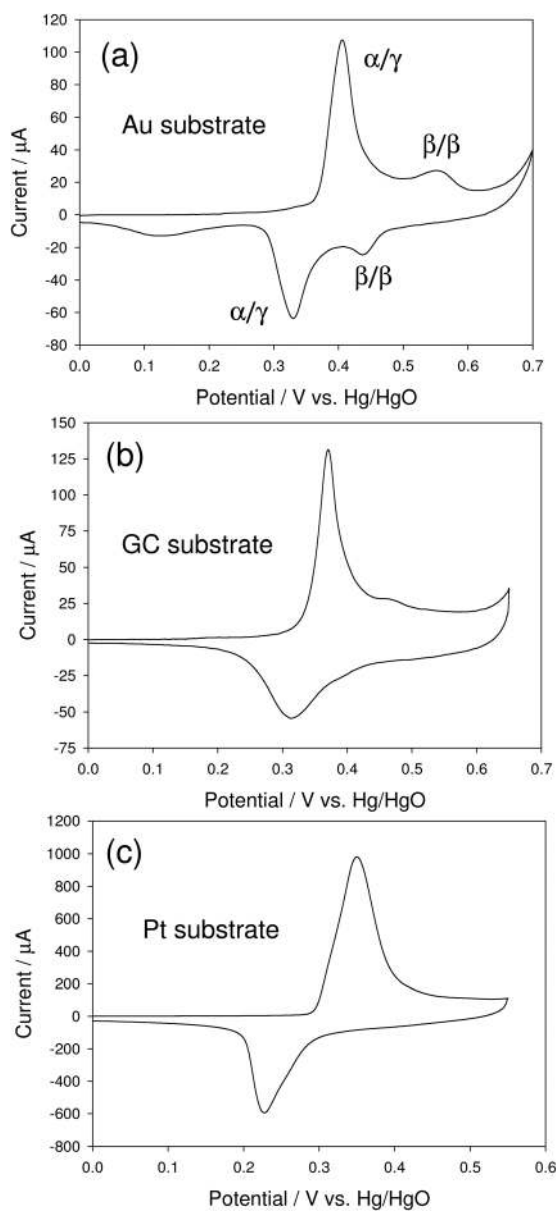 (a)
120
100
80
60
40
20
0
-20
-40
-60
-80
Current / μA
Au substrate
α/γ
β/β
α/γ
β/β
0.0 0.1 0.2 0.3 0.4 0.5 0.6 0.7
Potential / V vs. Hg/HgO
(b)
150
125
100
75
50
25
0
-25
-50
-75
Current / μA
GC substrate
0.0 0.1 0.2 0.3 0.4 0.5 0.6 0.7
Potential / V vs. Hg/HgO
(c)
1200
1000
800
600
400
200
0
-200
-400
-600
-800
Current / μA
Pt substrate
0.0 0.1 0.2 0.3 0.4 0.5 0.6
Potential / V vs. Hg/HgO